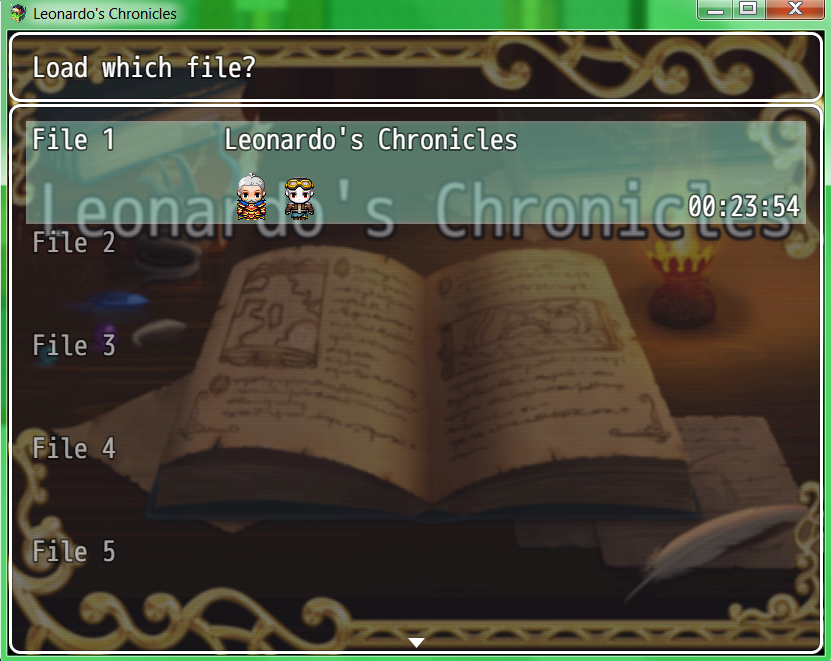 Leonardo's Chronicles
Load which file?
File 1 Leonardo's Chronicles
00:23:54
Leonardo's Chronicles
File 2
File 3
File 4
File 5